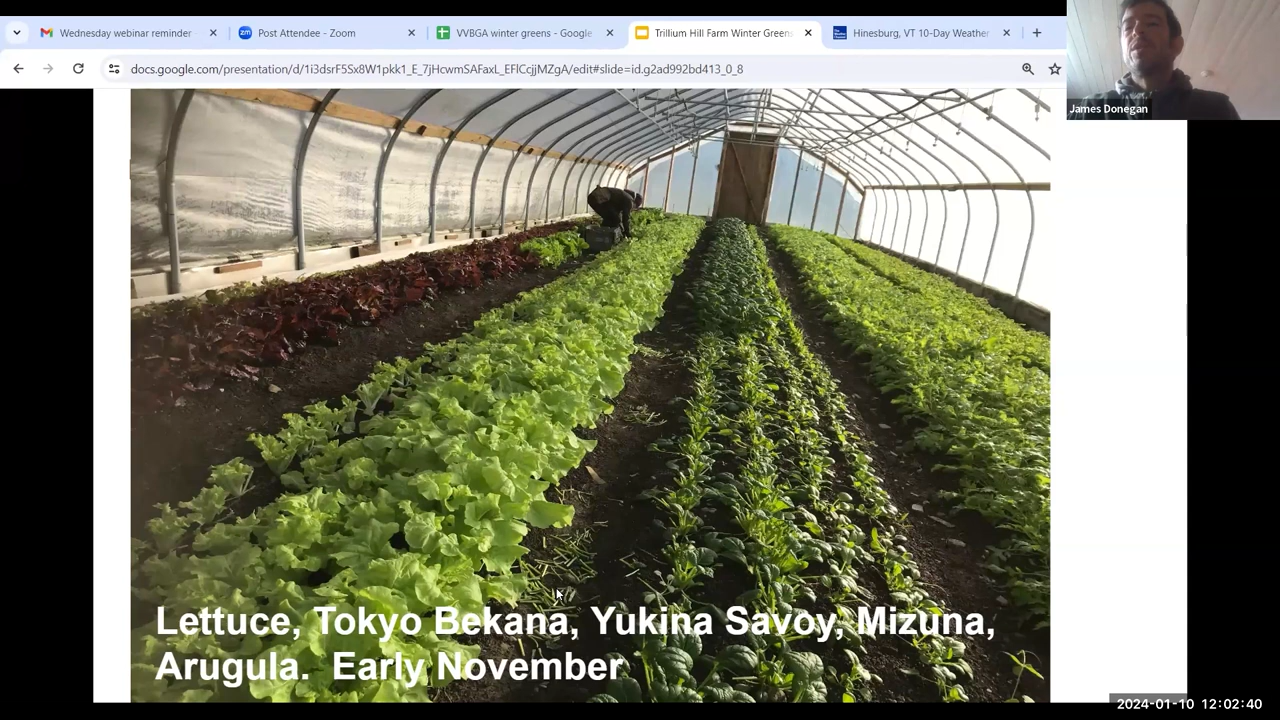 Wednesday webinar reminder
Post Attendee - Zoom
VVBGA winter greens - Google
Trillium Hill Farm Winter Greens
Hinesburg, VT 10-Day Weather
docs.google.com/presentation/d/1i3dsrF5Sx8W1pkk1_E_7jHcwmSAFaxL_EFlCcjjMZgA/edit#slide=id.g2ad992bd413_0_8
James Donegan
Lettuce, Tokyo Bekana, Yukina Savoy, Mizuna,
Arugula. Early November
2024-01-10 12:02:40